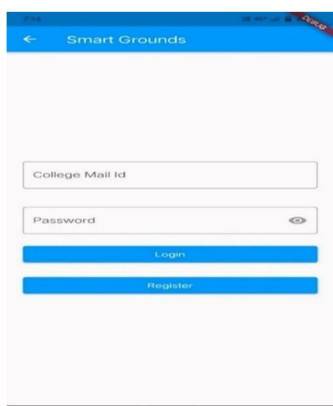 Smart Grounds
College Mail Id
Password
Login
Register